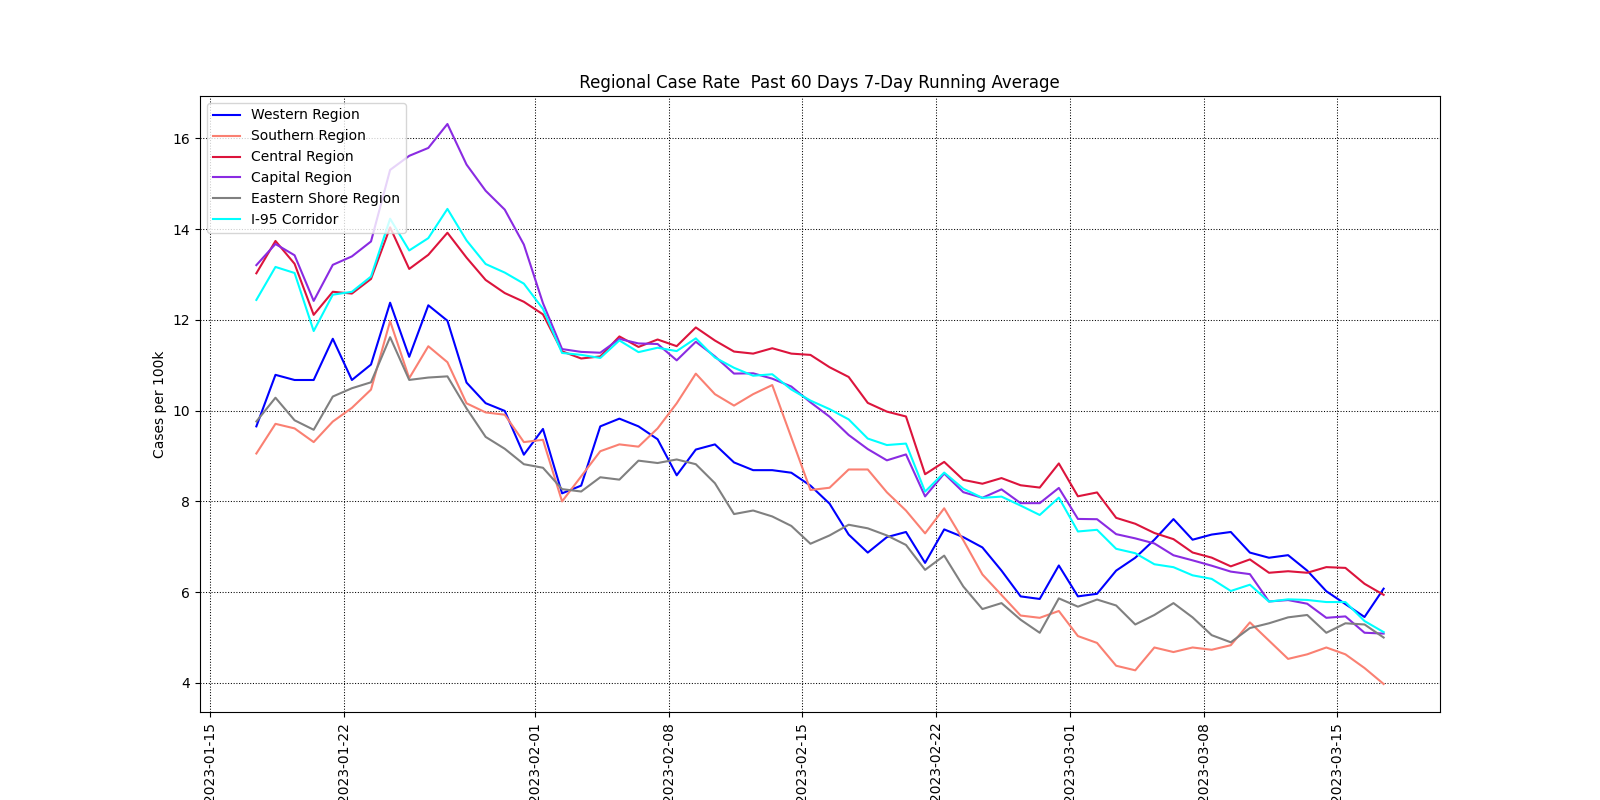 Regional Case Rate  Past 60 Days 7-Day Running Average
Western Region
Southern Region
Central Region
Capital Region
Eastern Shore Region
I-95 Corridor
Cases per 100k
16
14
12
10
8
6
4
2023-01-15
2023-01-22
2023-02-01
2023-02-08
2023-02-15
2023-02-22
2023-03-01
2023-03-08
2023-03-15